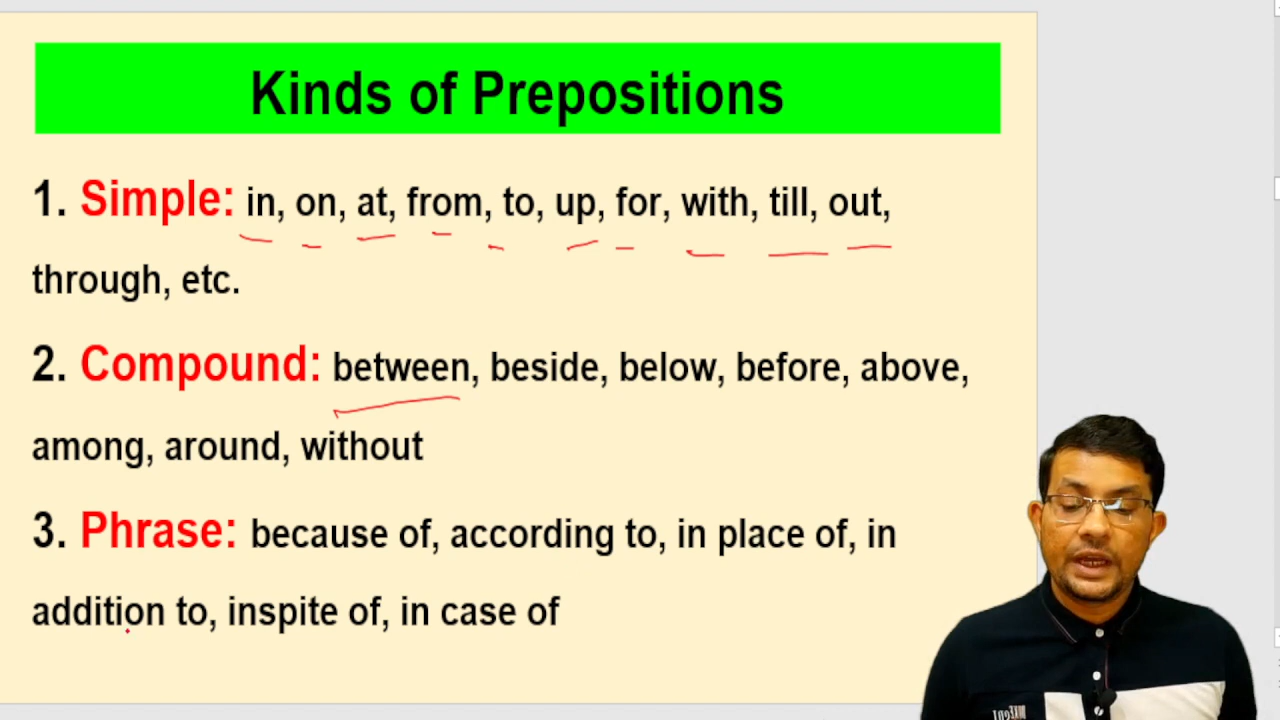 Kinds of Prepositions
1. Simple: in, on, at, from, to, up, for, with, till, out,
through, etc.
2. Compound: between, beside, below, before, above,
among, around, without
3. Phrase: because of, according to, in place of, in
addition to, inspite of, in case of